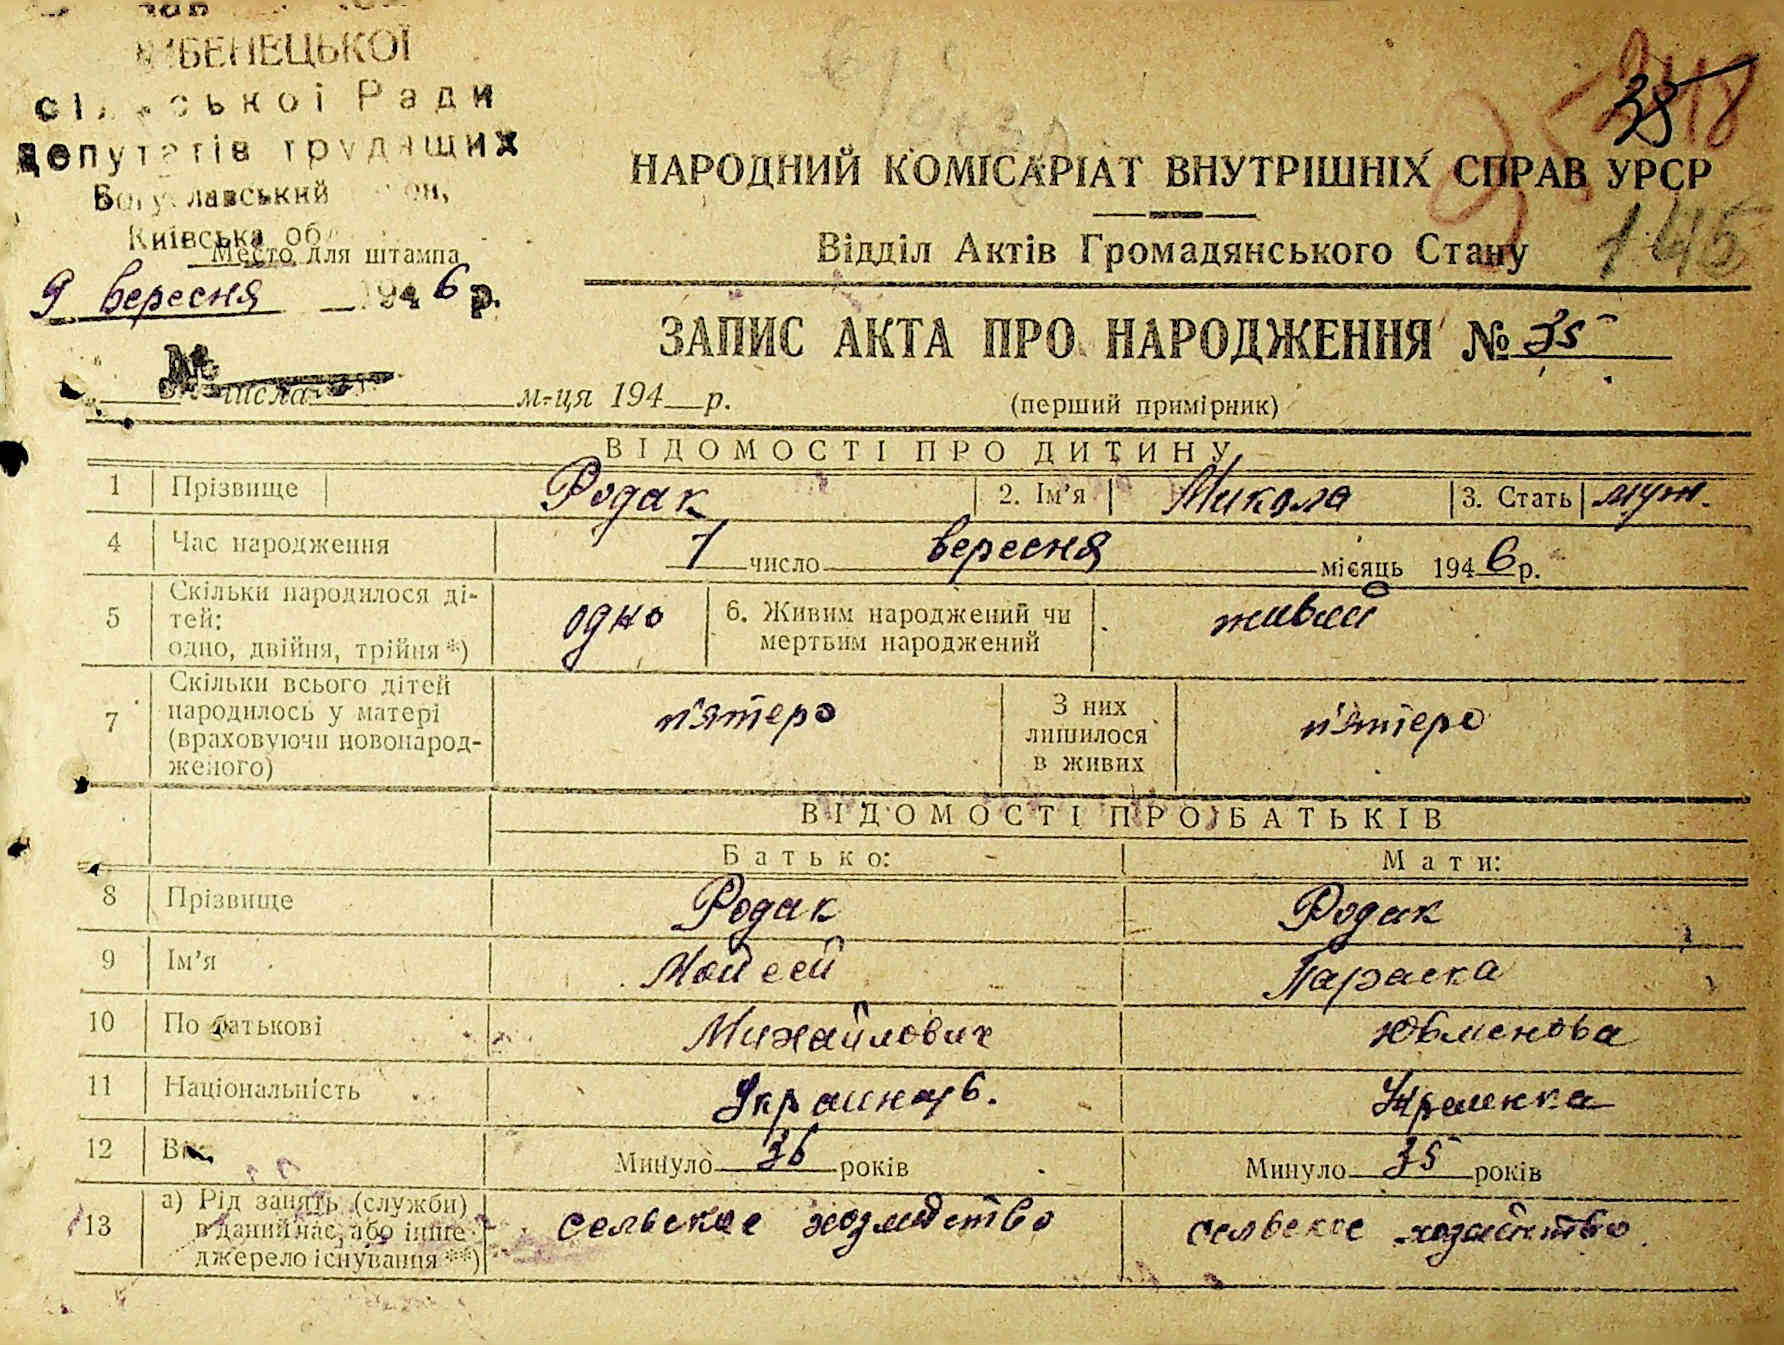 БЕНЕЦЬКОЇ
сільської Ради
депутатів трудящих
Богуславський район,
Київська обл.
Место для штампа
9 вересня 1946 р.
числа м-ця 194 р.
35
145
НАРОДНИЙ КОМІСАРІАТ ВНУТРІШНІХ СПРАВ УРСР
Відділ Актів Громадянського Стану
ЗАПИС АКТА ПРО НАРОДЖЕННЯ № 35
(перший примірник)
ВІДОМОСТІ ПРО ДИТИНУ
1 Прізвище Родак 2. Ім'я Микола 3. Стать муж.
4 Час народження 7 число вересня місяць 1946 р.
5 Скільки народилося ді-
тей:
одно, двійня, трійня *) одно 6. Живим народжений чи
мертвим народжений живий
7 Скільки всього дітей
народилось у матері
(враховуючи новонарод-
женого) п'ятеро З них
лишилося
в живих п'ятеро
ВІДОМОСТІ ПРО БАТЬКІВ
Батько: Мати:
8 Прізвище Родак Родак
9 Ім'я Мойсей Параска
10 По батькові Михайлович
11 Національність
12 Вік Минуло 36 років Минуло 35 років
13 а) Рід занять (служби)
в даний час, або інше
джерело існування **) сельское хозяйство сельское хозяйство